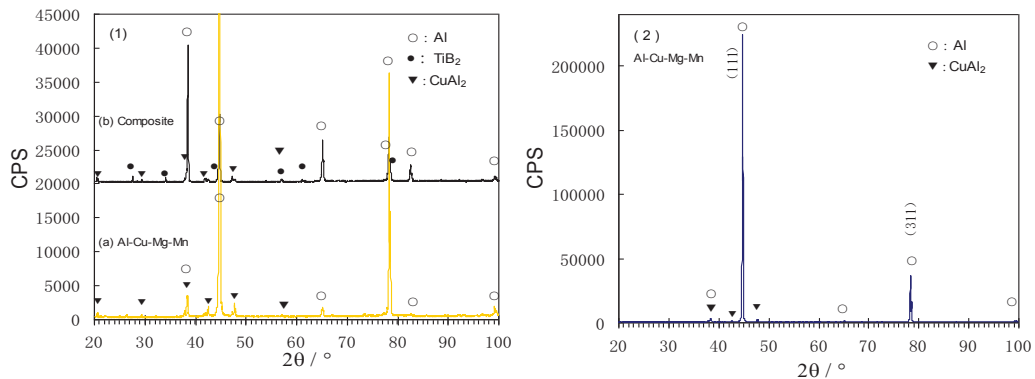 (1)
○ : Al
● : TiB₂
▼ : CuAl₂
(b) Composite
(a) Al-Cu-Mg-Mn
45000
40000
35000
30000
25000
20000
15000
10000
5000
0
CPS
20 30 40 50 60 70 80 90 100
2θ / °
( 2 )
Al-Cu-Mg-Mn
(111)
(311)
○ : Al
▼ : CuAl₂
200000
150000
100000
50000
0
CPS
20 30 40 50 60 70 80 90 100
2θ / °